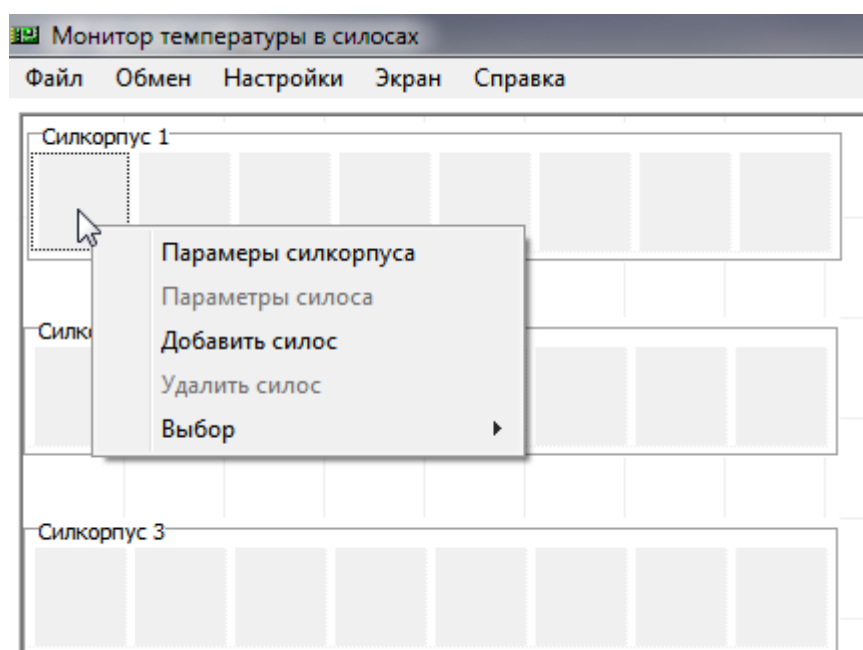 Монитор температуры в силосах
Файл Обмен Настройки Экран Справка
Силкорпус 1
Парамеры силкорпуса
Параметры силоса
Добавить силос
Удалить силос
Выбор
Силкорпус 3